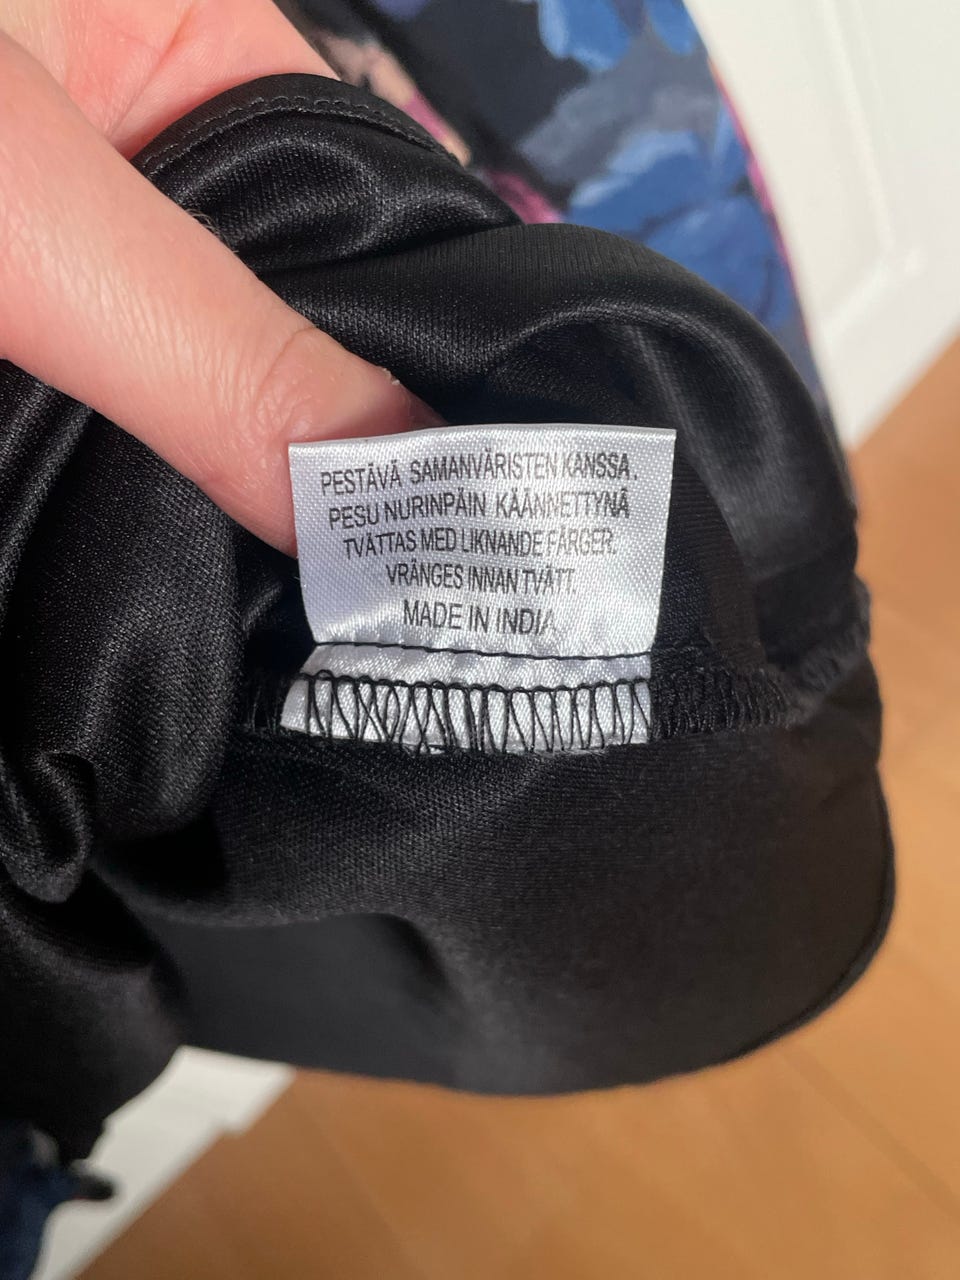 PESTÄVÄ SAMANVÄRISTEN KANSSA.
PESU NURINPÄIN KÄÄNNETTYNÄ
TVÄTTAS MED LIKNANDE FÄRGER.
VRÄNGES INNAN TVÄTT.
MADE IN INDIA